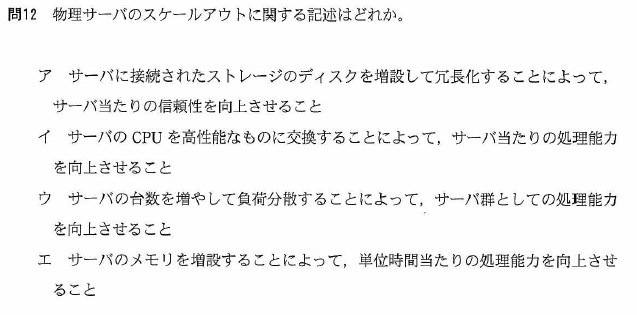 問12 物理サーバのスケールアウトに関する記述はどれか。
ア サーバに接続されたストレージのディスクを増設して冗長化することによって，
サーバ当たりの信頼性を向上させること
イ サーバの CPU を高性能なものに交換することによって，サーバ当たりの処理能力
を向上させること
ウ サーバの台数を増やして負荷分散することによって，サーバ群としての処理能力
を向上させること
エ サーバのメモリを増設することによって，単位時間当たりの処理能力を向上させ
ること